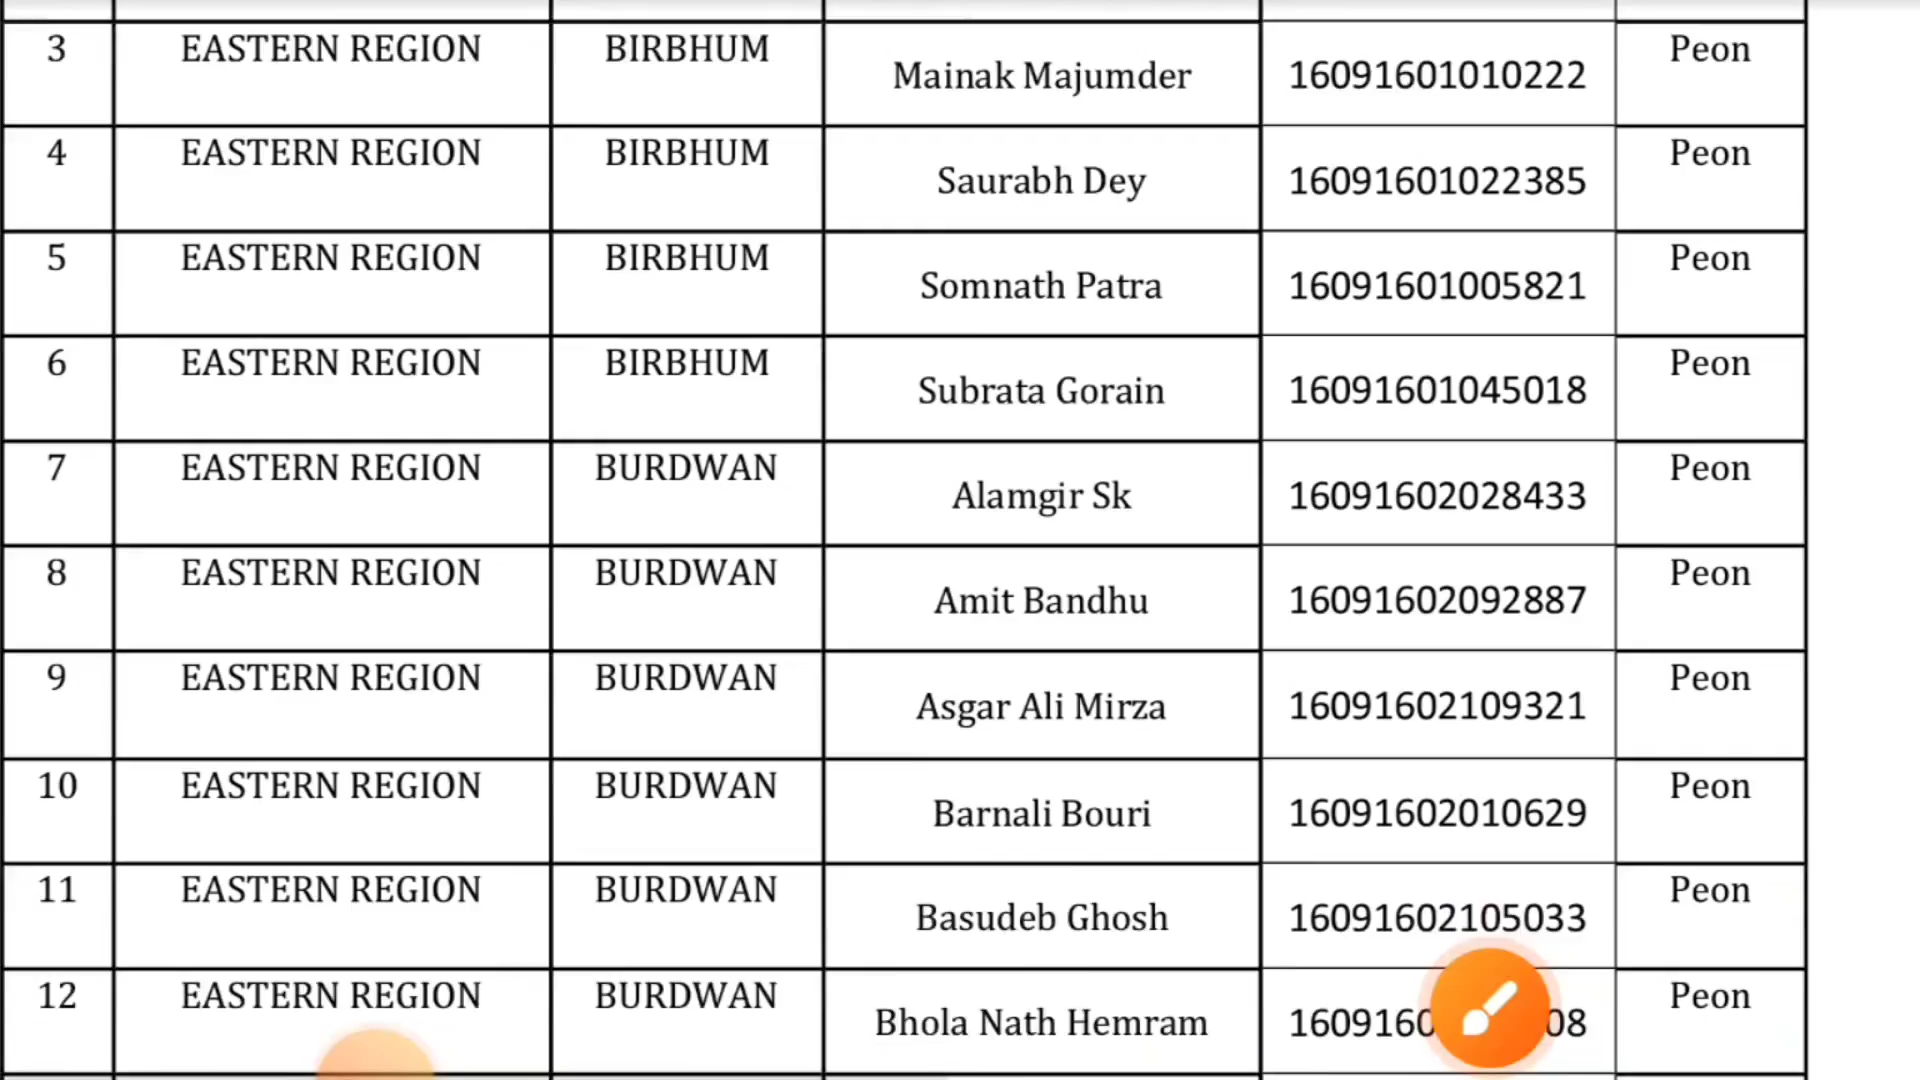 3 EASTERN REGION BIRBHUM Mainak Majumder 16091601010222 Peon
4 EASTERN REGION BIRBHUM Saurabh Dey 16091601022385 Peon
5 EASTERN REGION BIRBHUM Somnath Patra 16091601005821 Peon
6 EASTERN REGION BIRBHUM Subrata Gorain 16091601045018 Peon
7 EASTERN REGION BURDWAN Alamgir Sk 16091602028433 Peon
8 EASTERN REGION BURDWAN Amit Bandhu 16091602092887 Peon
9 EASTERN REGION BURDWAN Asgar Ali Mirza 16091602109321 Peon
10 EASTERN REGION BURDWAN Barnali Bouri 16091602010629 Peon
11 EASTERN REGION BURDWAN Basudeb Ghosh 16091602105033 Peon
12 EASTERN REGION BURDWAN Bhola Nath Hemram Peon